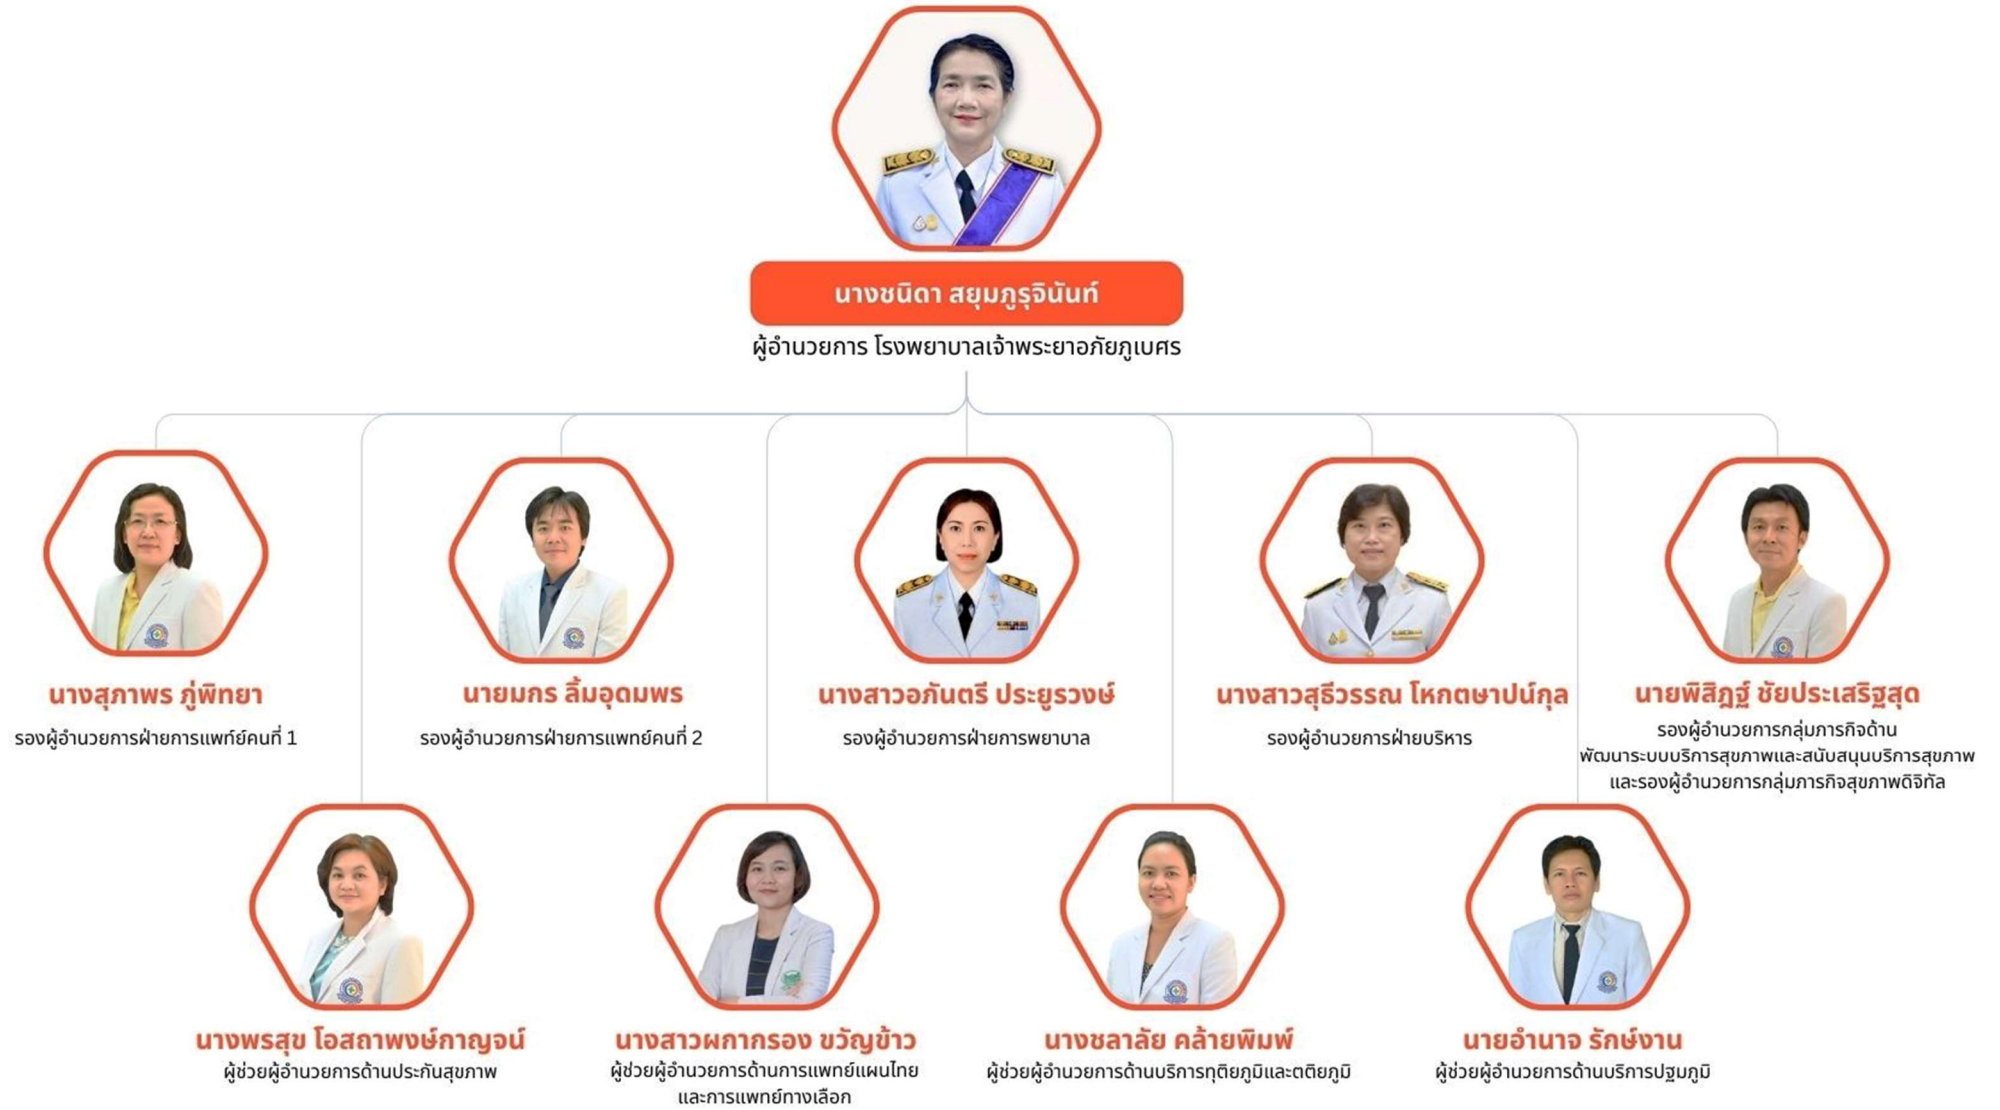 นางชนิดา สยุมภูรุจินันท์
ผู้อำนวยการ โรงพยาบาลเจ้าพระยาอภัยภูเบศร
นางสุภาพร ภู่พิทยา
รองผู้อำนวยการฝ่ายการแพท์ย์คนที่ 1
นายมกร ลิ้มอุดมพร
รองผู้อำนวยการฝ่ายการแพทย์คนที่ 2
นางสาวอภันตรี ประยูรวงษ์
รองผู้อำนวยการฝ่ายการพยาบาล
นางสาวสุธีวรรณ โหกตษาปน์กุล
รองผู้อำนวยการฝ่ายบริหาร
นายพิสิฎฐ์ ชัยประเสริฐสุด
รองผู้อำนวยการกลุ่มภารกิจด้าน
พัฒนาระบบบริการสุขภาพและสนับสนุนบริการสุขภาพ
และรองผู้อำนวยการกลุ่มภารกิจสุขภาพดิจิทัล
นางพรสุข โอสถาพงษ์กาญจน์
ผู้ช่วยผู้อำนวยการด้านประกันสุขภาพ
นางสาวผกากรอง ขวัญข้าว
ผู้ช่วยผู้อำนวยการด้านการแพทย์แผนไทย
และการแพทย์ทางเลือก
นางชลาลัย คล้ายพิมพ์
ผู้ช่วยผู้อำนวยการด้านบริการทุติยภูมิและตติยภูมิ
นายอำนาจ รักษ์งาน
ผู้ช่วยผู้อำนวยการด้านบริการปฐมภูมิ